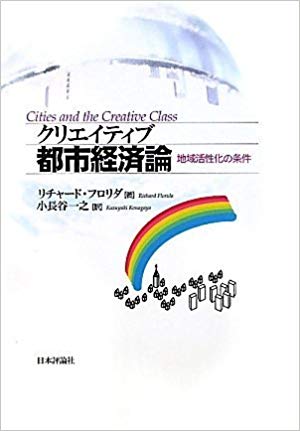 Cities and the Creative Class
クリエイティブ
都市経済論 地域活性化の条件
リチャード・フロリダ[著] Richard Florida
小長谷一之[訳] Kazuyuki Konagaya
日本評論社